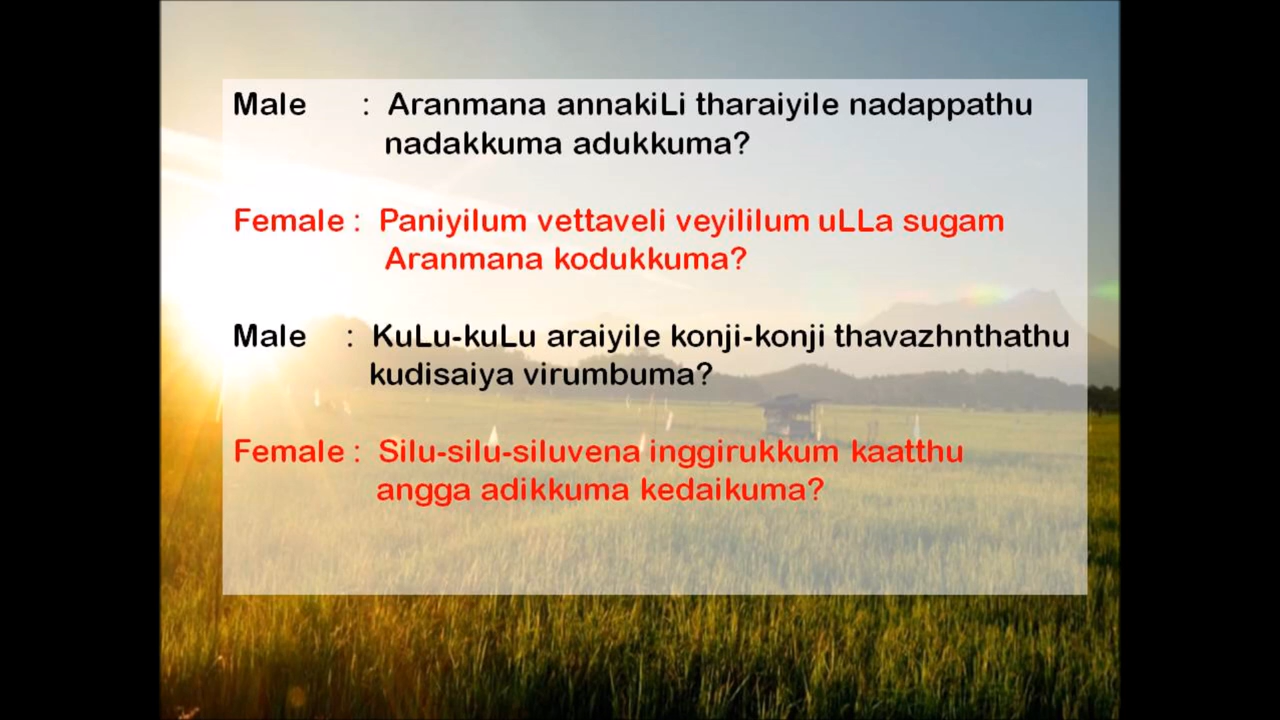 Male : Aranmana annakiLi tharaiyile nadappathu
nadakkuma adukkuma?
Female : Paniyilum vettaveli veyililum uLLa sugam
Aranmana kodukkuma?
Male : KuLu-kuLu araiyile konji-konji thavazhnthathu
kudisaiya virumbuma?
Female : Silu-silu-siluvena inggirukkum kaatthu
angga adikkuma kedaikuma?